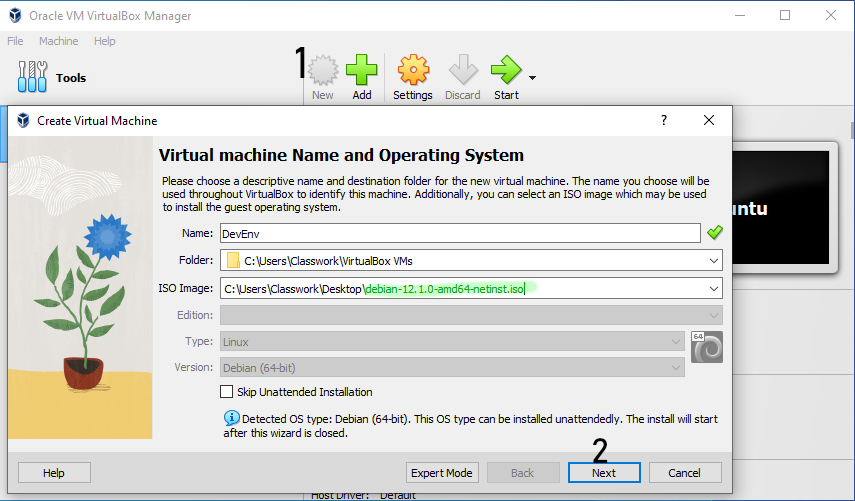 Oracle VM VirtualBox Manager
File Machine Help
1
Tools
New Add Settings Discard Start
Create Virtual Machine ?
Virtual machine Name and Operating System
Please choose a descriptive name and destination folder for the new virtual machine. The name you choose will be
used throughout VirtualBox to identify this machine. Additionally, you can select an ISO image which may be used
to install the guest operating system.
Name: DevEnv
Folder: C:\Users\Classwork\VirtualBox VMs
ISO Image: C:\Users\Classwork\Desktop\debian-12.1.0-amd64-netinst.iso
Edition:
Type: Linux
64
Version: Debian (64-bit)
Skip Unattended Installation
Detected OS type: Debian (64-bit). This OS type can be installed unattendedly. The install will start
after this wizard is closed.
2
Help Expert Mode Back Next Cancel
untu
Host Driver: Default